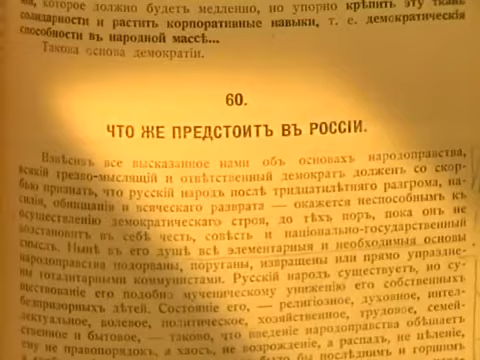 ми, которое должно будетъ медленно, но упорно крѣпить эту ткань
солидарности и растить корпоративные навыки, т. е. демократическія
способности въ народной массѣ...
Такова основа демократіи.
60.
ЧТО ЖЕ ПРЕДСТОИТЪ ВЪ РОССІИ.
Взвѣсивъ все высказанное нами объ основахъ народоправства,
всякій трезво-мыслящій и отвѣтственный демократъ долженъ со скор-
бью признать, что русскій народъ послѣ тридцатилѣтняго разгрома, на-
силія, обнищанія и всяческаго разврата — окажется неспособнымъ къ
осуществленію демократическаго строя, до тѣхъ поръ, пока онъ не
возстановитъ въ себѣ честь, совѣсть и національно-государственный
смыслъ. Нынѣ въ его душѣ всѣ элементарныя и необходимыя основы
народоправства подорваны, поруганы, извращены или прямо упраздне-
ны тоталитарными коммунистами. Русскій народъ существуетъ, но су-
ществованіе его подобно мученическому униженію его собственныхъ
безпризорныхъ дѣтей. Состояніе его, — религіозное, духовное, интел-
лектуальное, волевое, политическое, хозяйственное, трудовое, семей-
ственное и бытовое, — таково, что введеніе народоправства обѣщаетъ
ему не правопорядокъ, а хаосъ, не возрожденіе, а распадъ, не цѣленіе,
бы послѣднимъ и горшимъ